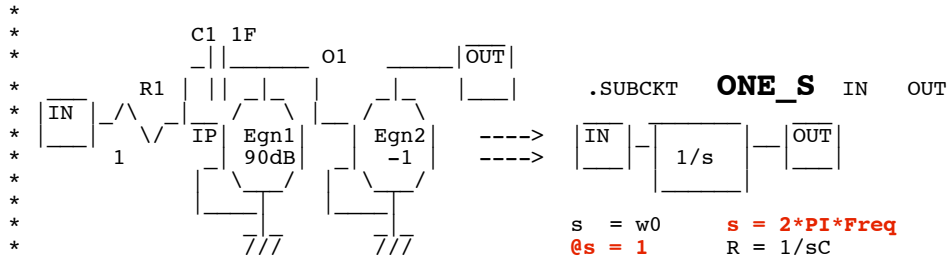 C1 1F
O1 OUT
R1 .SUBCKT ONE_S IN OUT
IN IP Egn1 Egn2 ----> IN OUT
1 90dB -1 ----> 1/s
s = w0 s = 2*PI*Freq
@s = 1 R = 1/sC